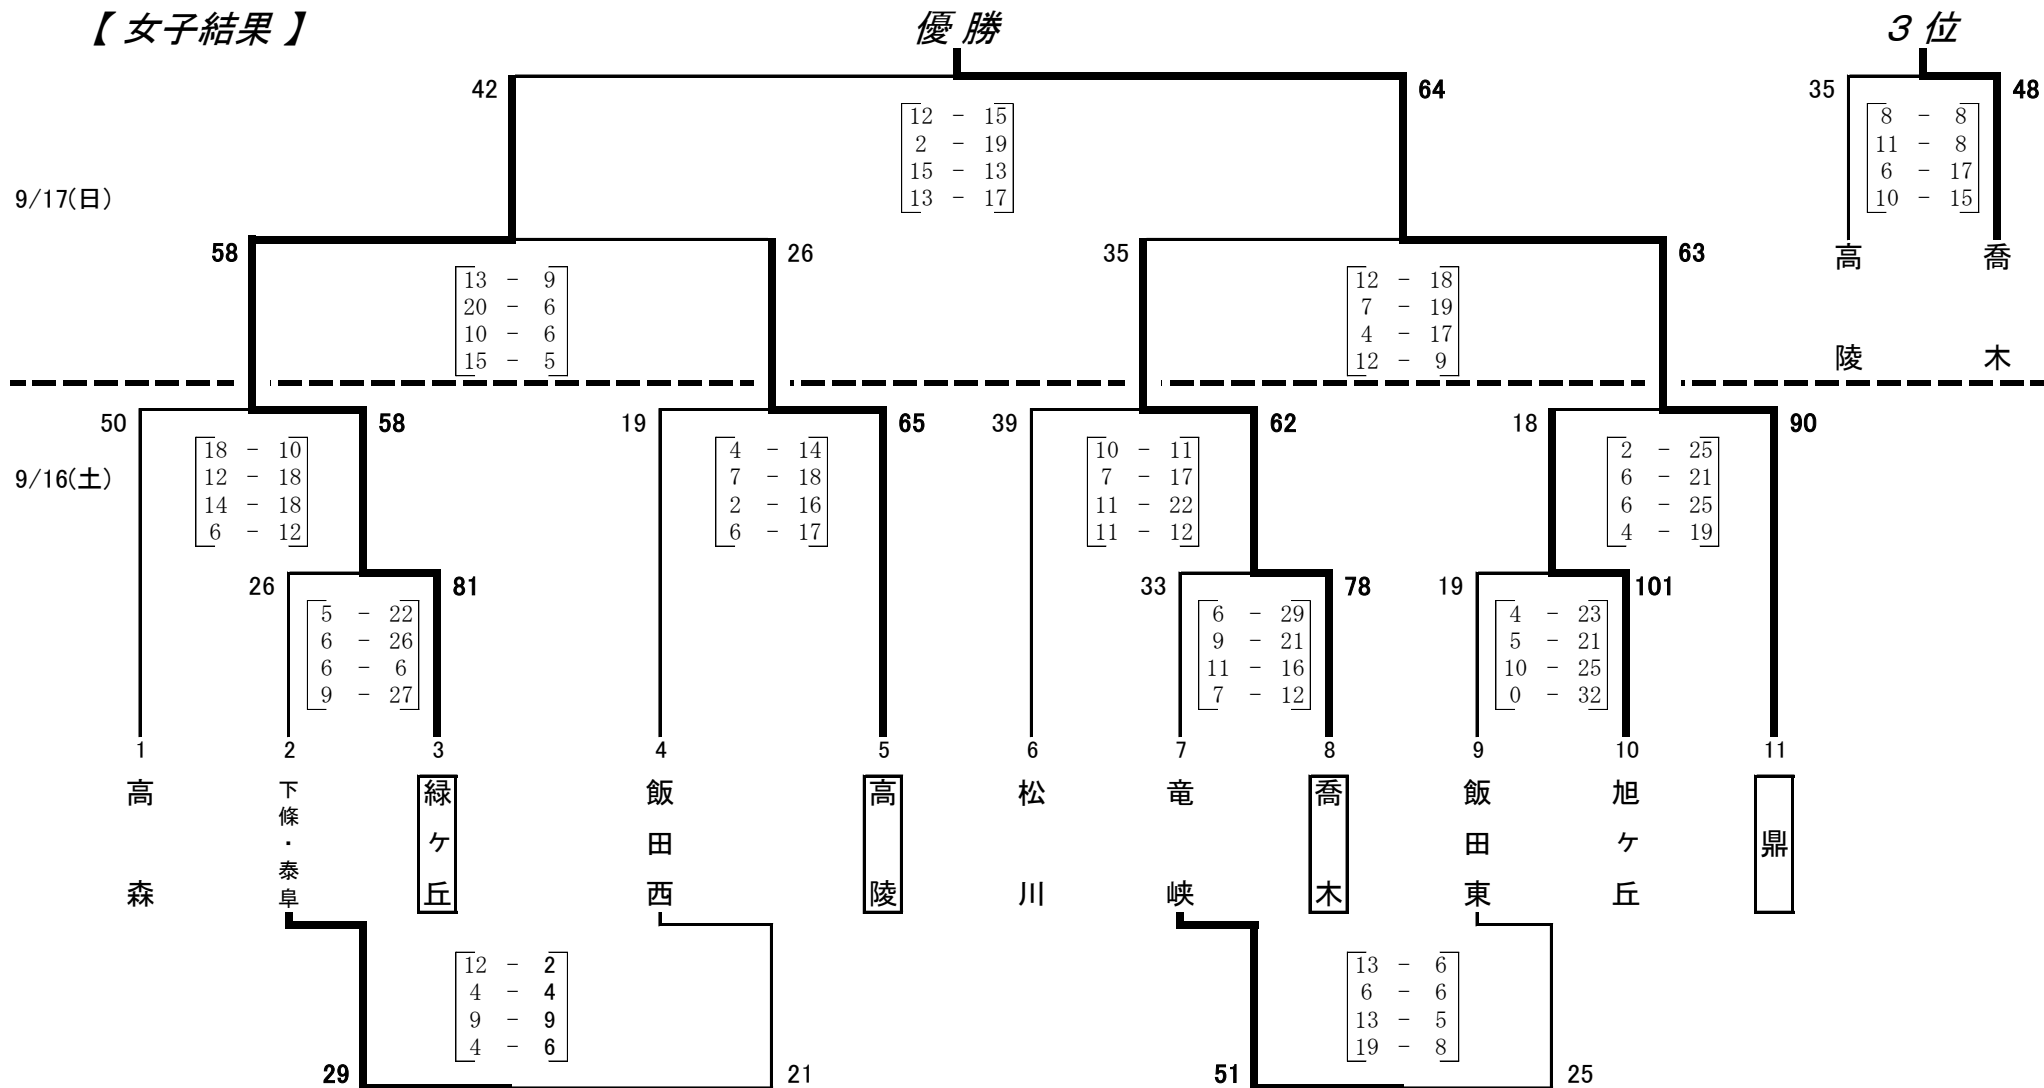 【 女子結果 】
優 勝
３ 位
42
64
35
48
12 - 15
2 - 19
15 - 13
13 - 17
8 - 8
11 - 8
6 - 17
10 - 15
9/17(日)
58
26
35
63
高陵
喬木
13 - 9
20 - 6
10 - 6
15 - 5
12 - 18
7 - 19
4 - 17
12 - 9
50
58
19
65
39
62
18
90
9/16(土)
18 - 10
12 - 18
14 - 18
6 - 12
4 - 14
7 - 18
2 - 16
6 - 17
10 - 11
7 - 17
11 - 22
11 - 12
2 - 25
6 - 21
6 - 25
4 - 19
26
81
33
78
19
101
5 - 22
6 - 26
6 - 6
9 - 27
6 - 29
9 - 21
11 - 16
7 - 12
4 - 23
5 - 21
10 - 25
0 - 32
1
2
3
4
5
6
7
8
9
10
11
高森
下條・泰阜
緑ヶ丘
飯田西
高陵
松川
竜峡
喬木
飯田東
旭ヶ丘
鼎
12 - 2
4 - 4
9 - 9
4 - 6
13 - 6
6 - 6
13 - 5
19 - 8
29
21
51
25